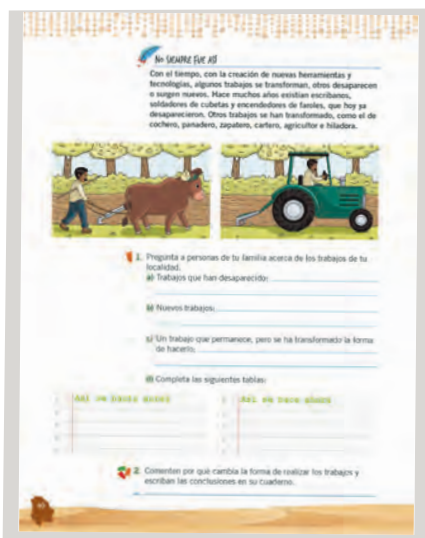 No SIEMPRE FUE ASÍ
Con el tiempo, con la creación de nuevas herramientas y
tecnologías, algunos trabajos se transforman, otros desaparecen
o surgen nuevos. Hace muchos años existían escribanos,
soldadores de cubetas y encendedores de faroles, que hoy ya
desaparecieron. Otros trabajos se han transformado, como el de
cochero, panadero, zapatero, cartero, agricultor e hiladora.
1. Pregunta a personas de tu familia acerca de los trabajos de tu
localidad.
a) Trabajos que han desaparecido:
b) Nuevos trabajos:
c) Un trabajo que permanece, pero se ha transformado la forma
de hacerlo:
d) Completa las siguientes tablas:
Así se hace ahora
2. Comenten por qué cambia la forma de realizar los trabajos y
escriban las conclusiones en su cuaderno.